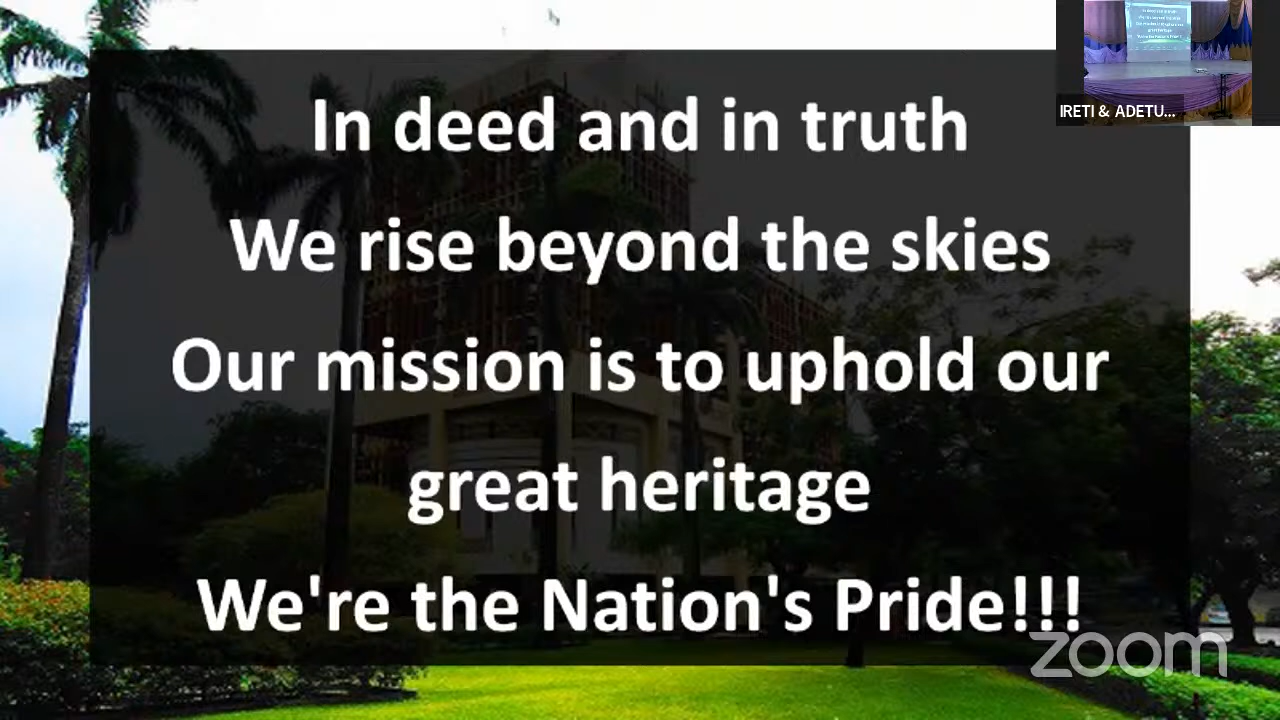 In deed and in truth
We rise beyond the skies
Our mission is to uphold our
great heritage
We're the Nation's Pride!!!
IRETI & ADETU...
zoom